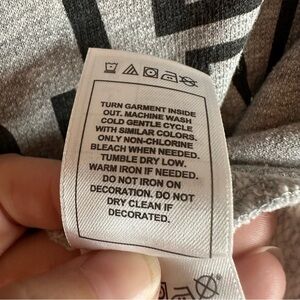 TURN GARMENT INSIDE
OUT. MACHINE WASH
COLD GENTLE CYCLE
WITH SIMILAR COLORS.
ONLY NON-CHLORINE
BLEACH WHEN NEEDED.
TUMBLE DRY LOW.
WARM IRON IF NEEDED.
DO NOT IRON ON
DECORATION. DO NOT
DRY CLEAN IF
DECORATED.